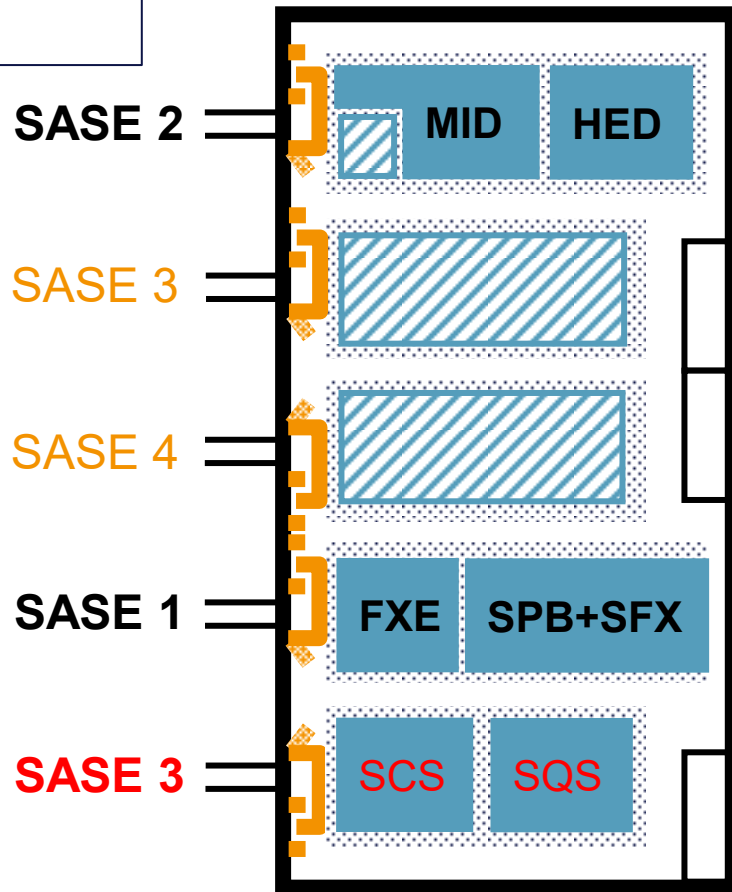 SASE 2
MID
HED
SASE 3
SASE 4
SASE 1
FXE
SPB+SFX
SASE 3
SCS
SQS